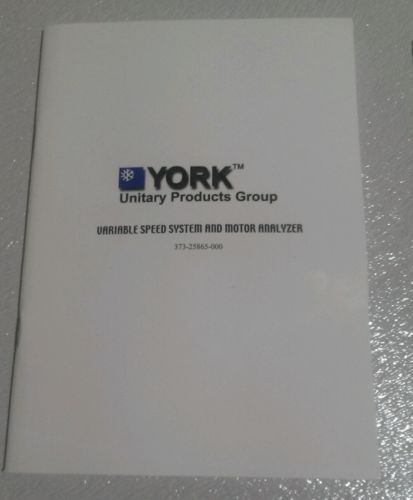 YORK™
Unitary Products Group
VARIABLE SPEED SYSTEM AND MOTOR ANALYZER
373-25865-000